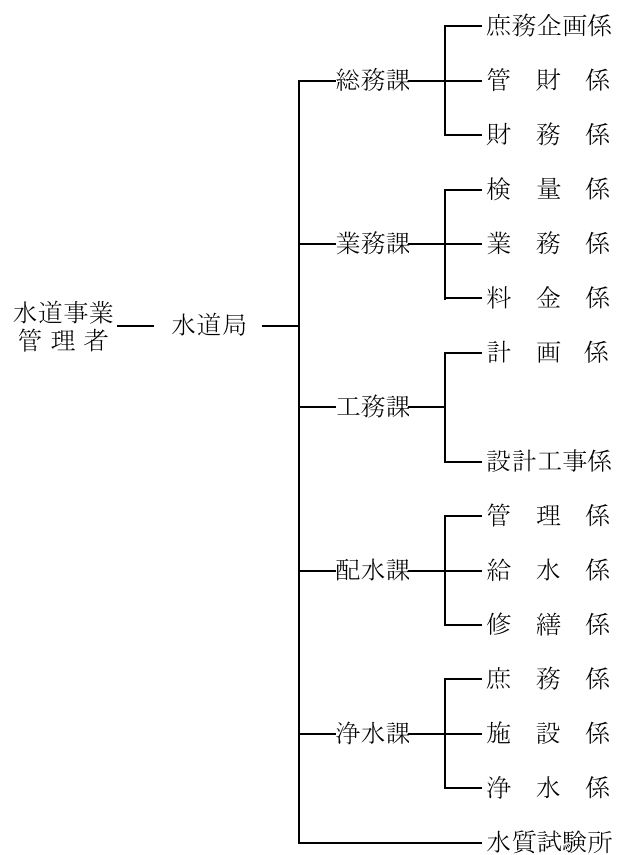 水道事業
管理者
水道局
総務課
庶務企画係
管財係
財務係
業務課
検量係
業務係
料金係
工務課
計画係
設計工事係
配水課
管理係
給水係
修繕係
浄水課
庶務係
施設係
浄水係
水質試験所